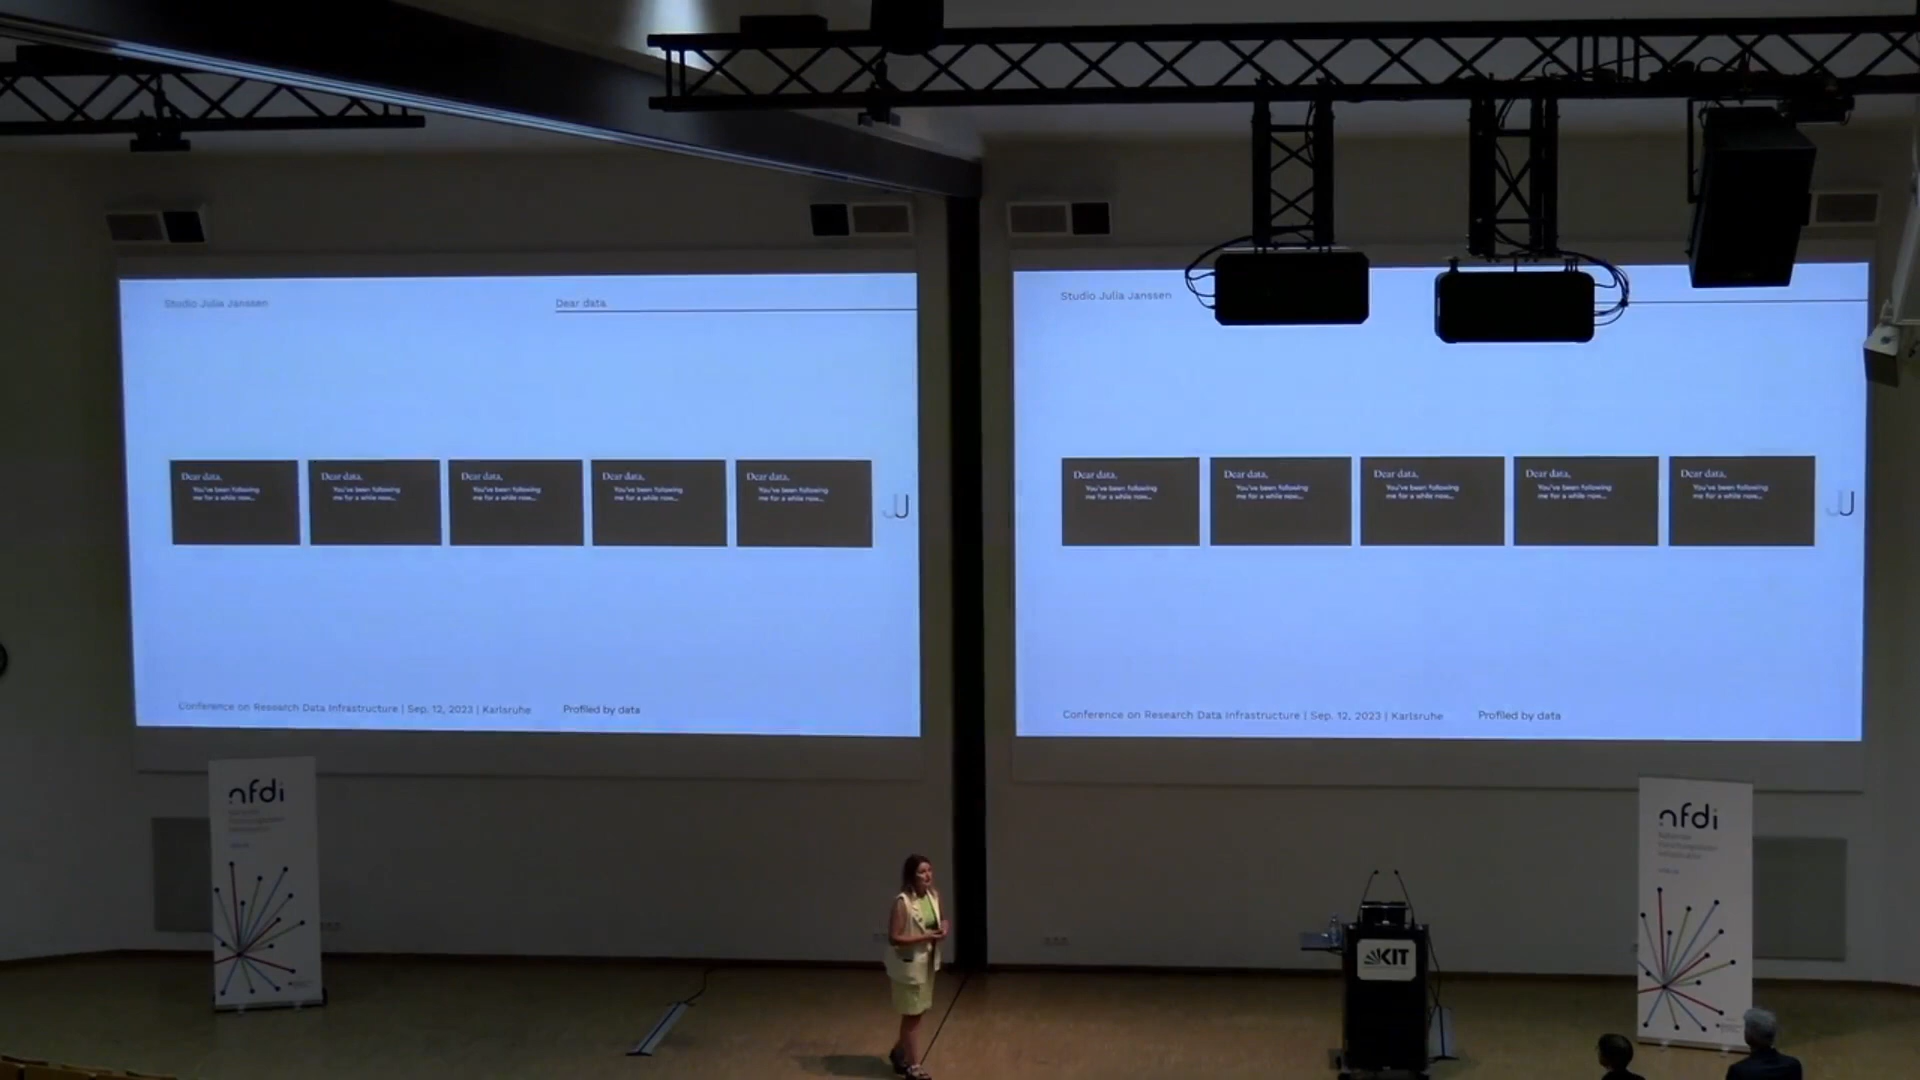 Studio Julia Janssen
Dear data
Dear data,
You've been following
me for a while now...
Dear data,
You've been following
me for a while now...
Dear data,
You've been following
me for a while now...
Dear data,
You've been following
me for a while now...
Dear data,
You've been following
me for a while now...
JJ
Conference on Research Data Infrastructure | Sep. 12, 2023 | Karlsruhe
Profiled by data
Studio Julia Janssen
Dear data,
You've been following
me for a while now...
Dear data,
You've been following
me for a while now...
Dear data,
You've been following
me for a while now...
Dear data,
You've been following
me for a while now...
Dear data,
You've been following
me for a while now...
JJ
Conference on Research Data Infrastructure | Sep. 12, 2023 | Karlsruhe
Profiled by data
nfdi
KIT
nfdi